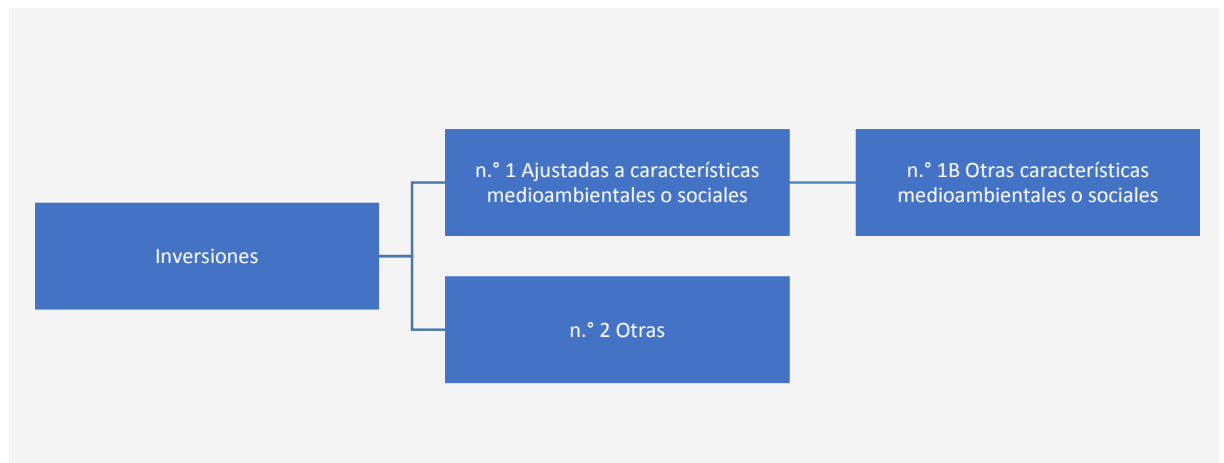 Inversiones
n.° 1 Ajustadas a características
medioambientales o sociales
n.° 1B Otras características
medioambientales o sociales
n.° 2 Otras